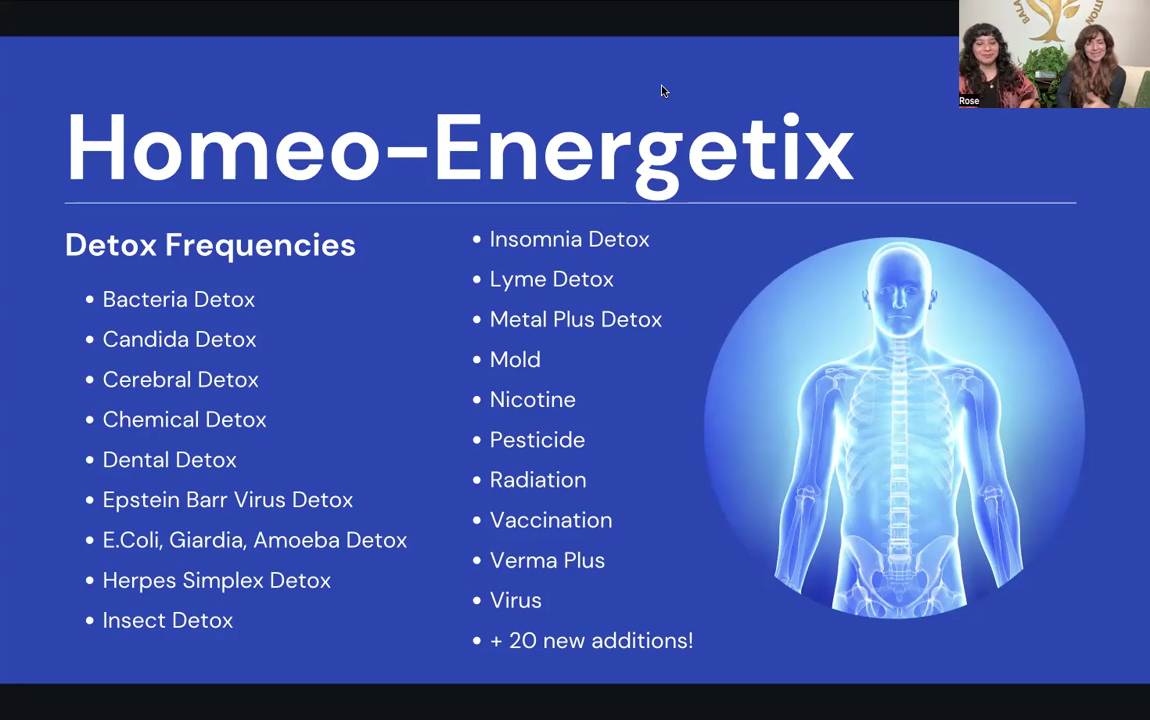 Homeo-Energetix
Detox Frequencies
Bacteria Detox
Candida Detox
Cerebral Detox
Chemical Detox
Dental Detox
Epstein Barr Virus Detox
E.Coli, Giardia, Amoeba Detox
Herpes Simplex Detox
Insect Detox
Insomnia Detox
Lyme Detox
Metal Plus Detox
Mold
Nicotine
Pesticide
Radiation
Vaccination
Verma Plus
Virus
+ 20 new additions!
Rose